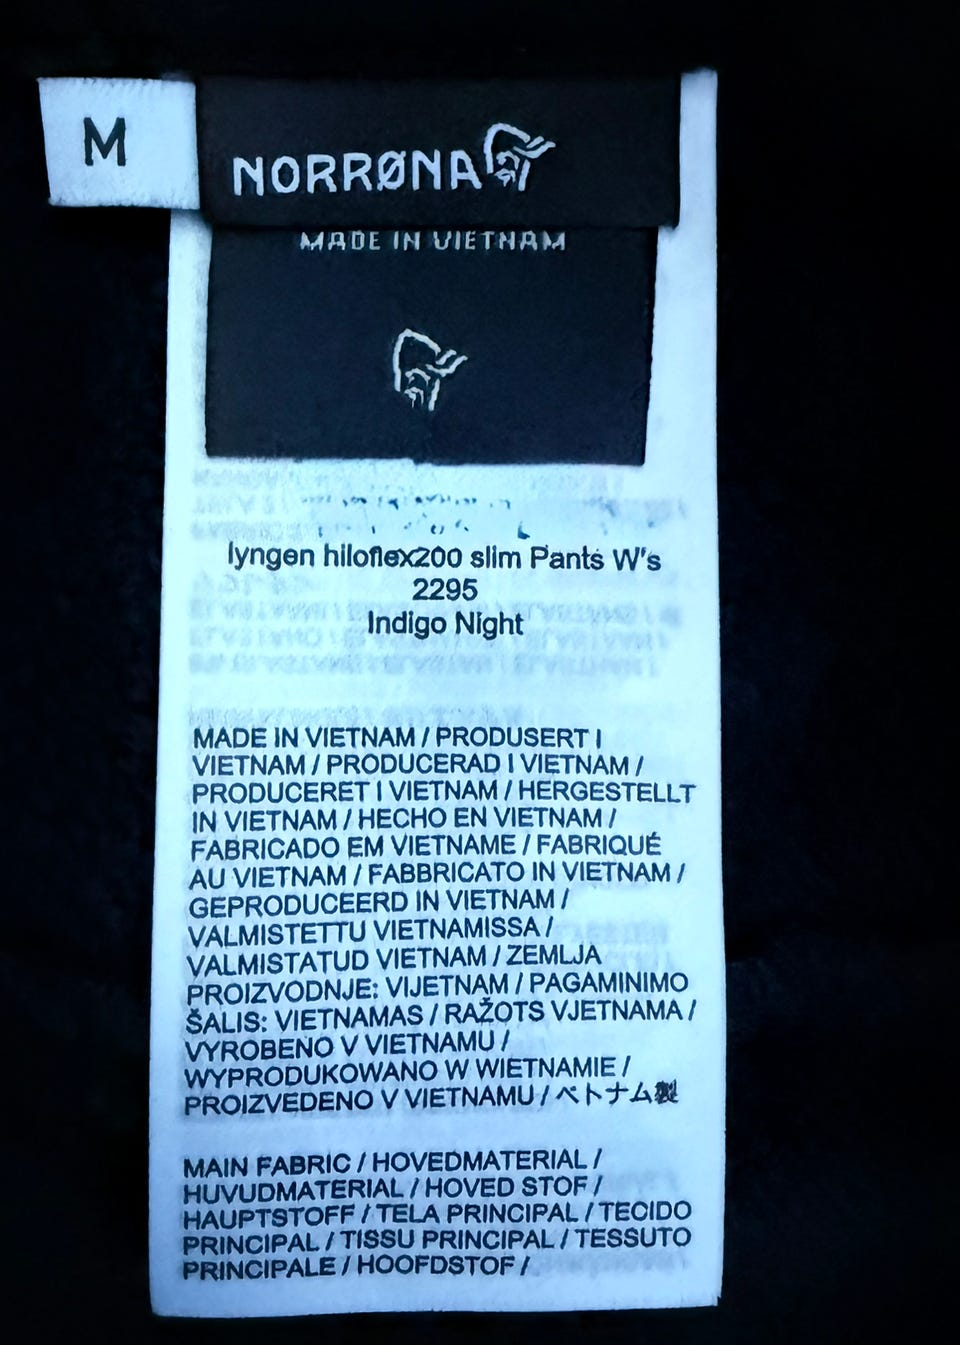 M
NORRØNA
MADE IN VIETNAM
lyngen hiloflex200 slim Pants W's
2295
Indigo Night
MADE IN VIETNAM / PRODUSERT I
VIETNAM / PRODUCERAD I VIETNAM /
PRODUCERET I VIETNAM / HERGESTELLT
IN VIETNAM / HECHO EN VIETNAM /
FABRICADO EM VIETNAME / FABRIQUÉ
AU VIETNAM / FABBRICATO IN VIETNAM /
GEPRODUCEERD IN VIETNAM /
VALMISTETTU VIETNAMISSA /
VALMISTATUD VIETNAM / ZEMLJA
PROIZVODNJE: VIJETNAM / PAGAMINIMO
ŠALIS: VIETNAMAS / RAŽOTS VJETNAMA /
VYROBENO V VIETNAMU /
WYPRODUKOWANO W WIETNAMIE /
PROIZVEDENO V VIETNAMU / ベトナム製
MAIN FABRIC / HOVEDMATERIAL /
HUVUDMATERIAL / HOVED STOF /
HAUPTSTOFF / TELA PRINCIPAL / TECIDO
PRINCIPAL / TISSU PRINCIPAL / TESSUTO
PRINCIPALE / HOOFDSTOF /